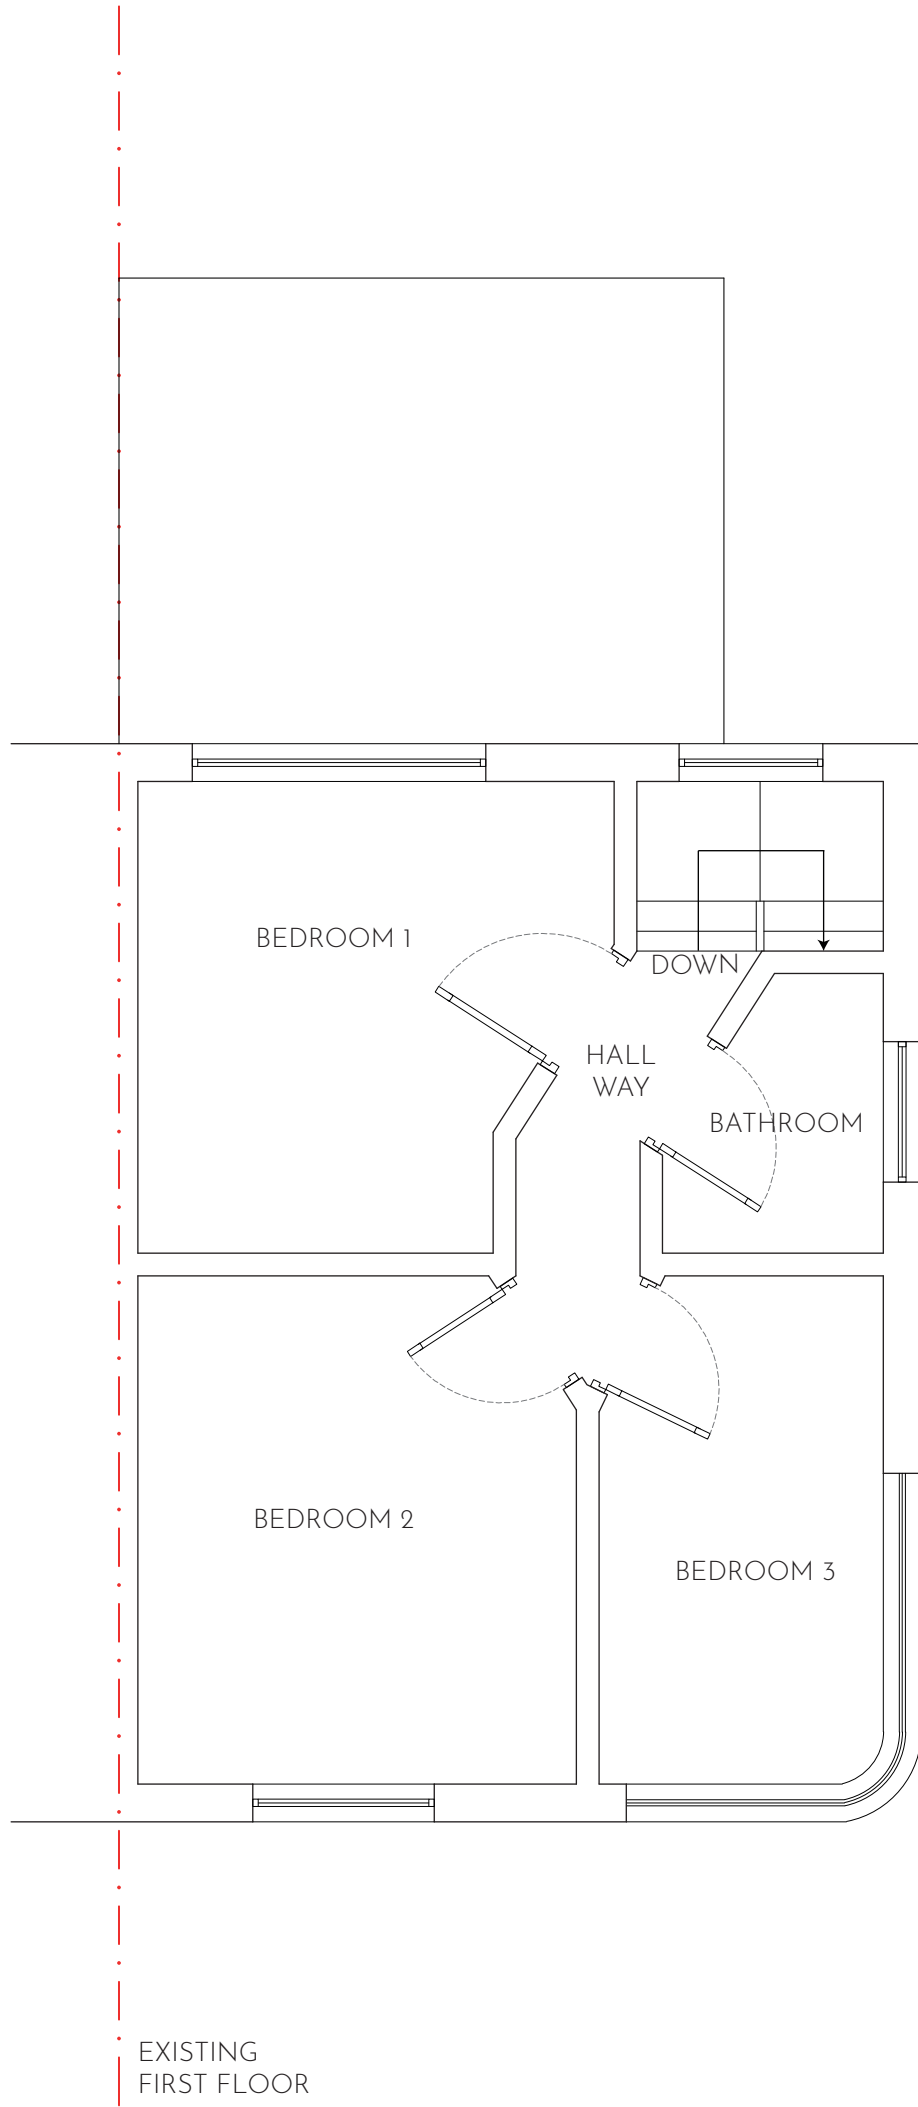 BEDROOM 1
DOWN
HALL
WAY
BATHROOM
BEDROOM 2
BEDROOM 3
EXISTING
FIRST FLOOR